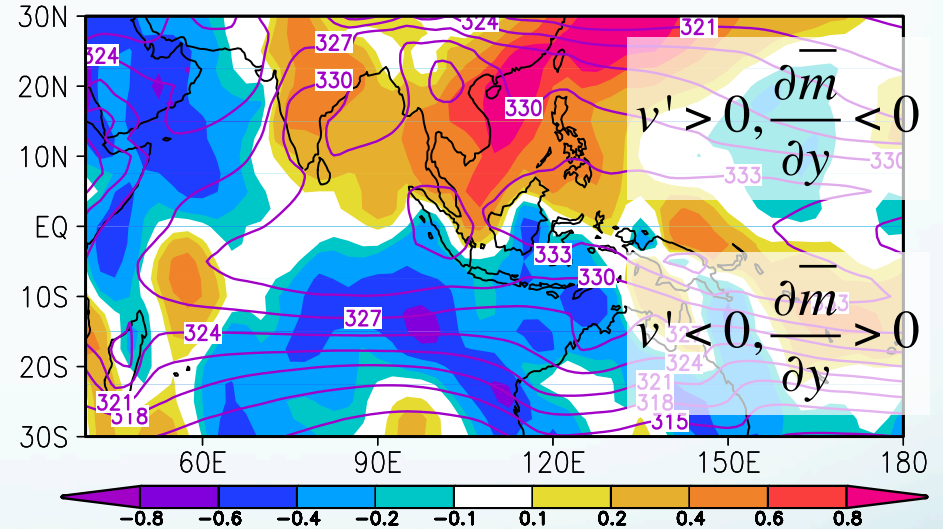 30N
324
321
327
324
20N
330
330
v' > 0, ∂m̅/∂y < 0
10N
333
330
EQ
333
330
10S
327
324
v' < 0, ∂m̅/∂y > 0
327
324
20S
321
321
318
318
315
30S
60E 90E 120E 150E 180
-0.8 -0.6 -0.4 -0.2 -0.1 0.1 0.2 0.4 0.6 0.8